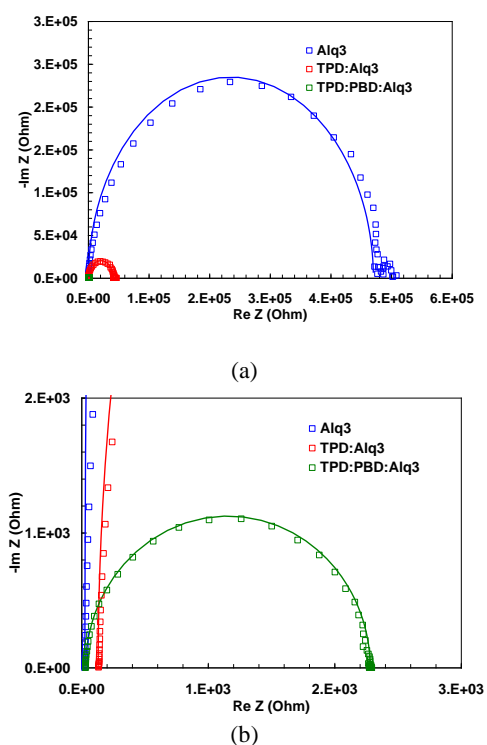 -Im Z (Ohm)
3.E+05
3.E+05
2.E+05
2.E+05
1.E+05
5.E+04
0.E+00
Alq3
TPD:Alq3
TPD:PBD:Alq3
0.E+00 1.E+05 2.E+05 3.E+05 4.E+05 5.E+05 6.E+05
Re Z (Ohm)
(a)
-Im Z (Ohm)
2.E+03
1.E+03
0.E+00
Alq3
TPD:Alq3
TPD:PBD:Alq3
0.E+00 1.E+03 2.E+03 3.E+03
Re Z (Ohm)
(b)